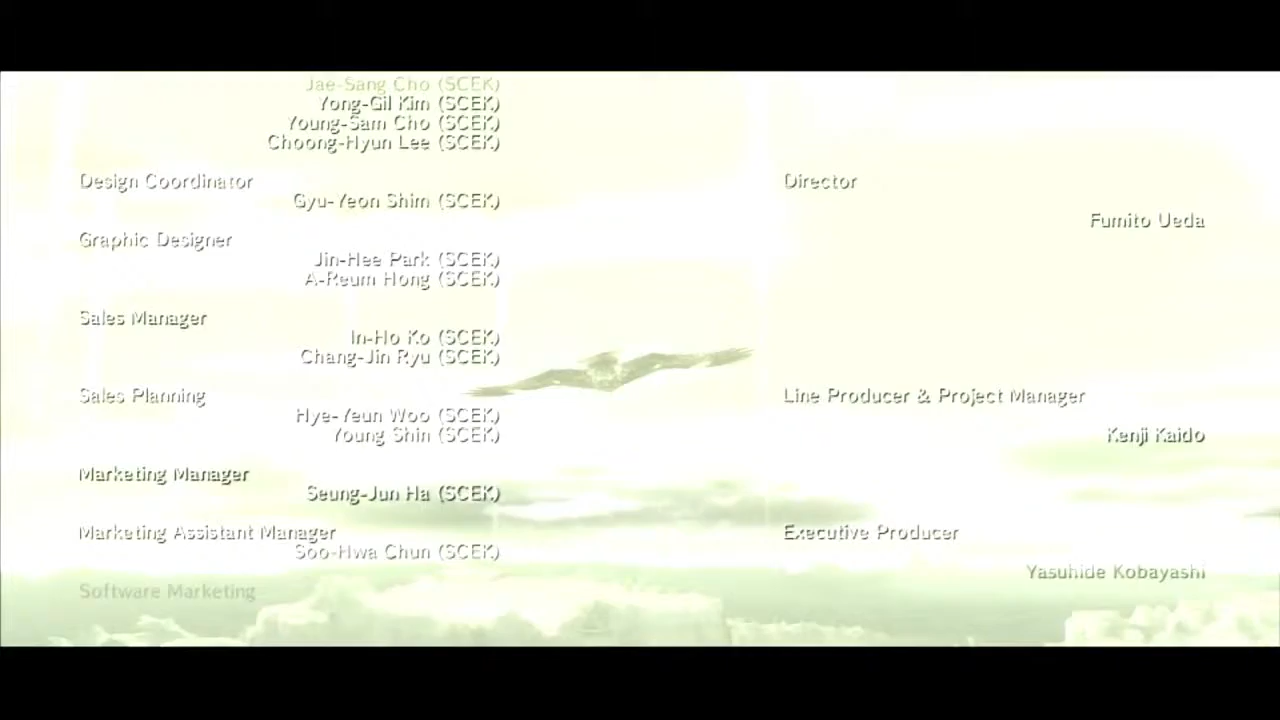 Jae-Sang Cho (SCEK)
Yong-Gil Kim (SCEK)
Young-Sam Cho (SCEK)
Choong-Hyun Lee (SCEK)
Design Coordinator
Gyu-Yeon Shim (SCEK)
Graphic Designer
Jin-Hee Park (SCEK)
A-Reum Hong (SCEK)
Sales Manager
In-Ho Ko (SCEK)
Chang-Jin Ryu (SCEK)
Sales Planning
Hye-Yeun Woo (SCEK)
Young Shin (SCEK)
Marketing Manager
Seung-Jun Ha (SCEK)
Marketing Assistant Manager
Soo-Hwa Chun (SCEK)
Software Marketing
Director
Fumito Ueda
Line Producer & Project Manager
Kenji Kaido
Executive Producer
Yasuhide Kobayashi